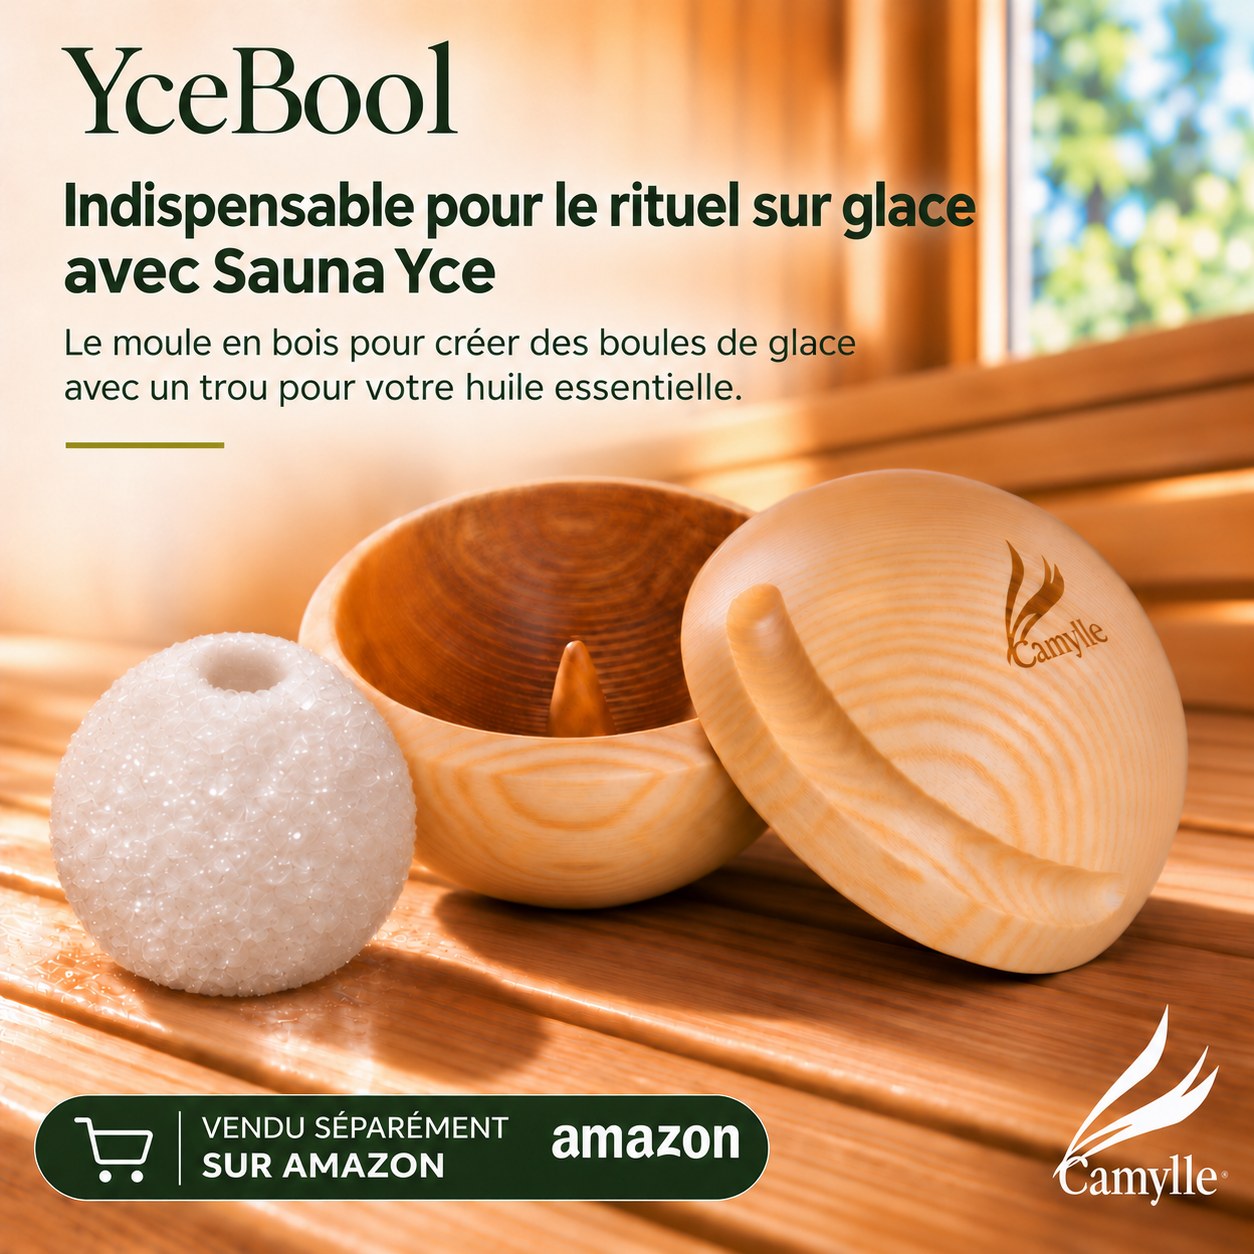 YceBool
Indispensable pour le rituel sur glace
avec Sauna Yce
Le moule en bois pour créer des boules de glace
avec un trou pour votre huile essentielle.
Camylle
VENDU SÉPARÉMENT
SUR AMAZON
amazon
Camylle®